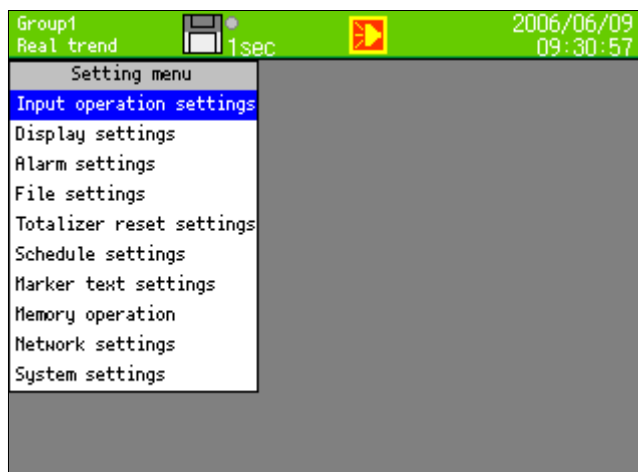 Group1
Real trend
1sec
2006/06/09
09:30:57
Setting menu
Input operation settings
Display settings
Alarm settings
File settings
Totalizer reset settings
Schedule settings
Marker text settings
Memory operation
Network settings
System settings